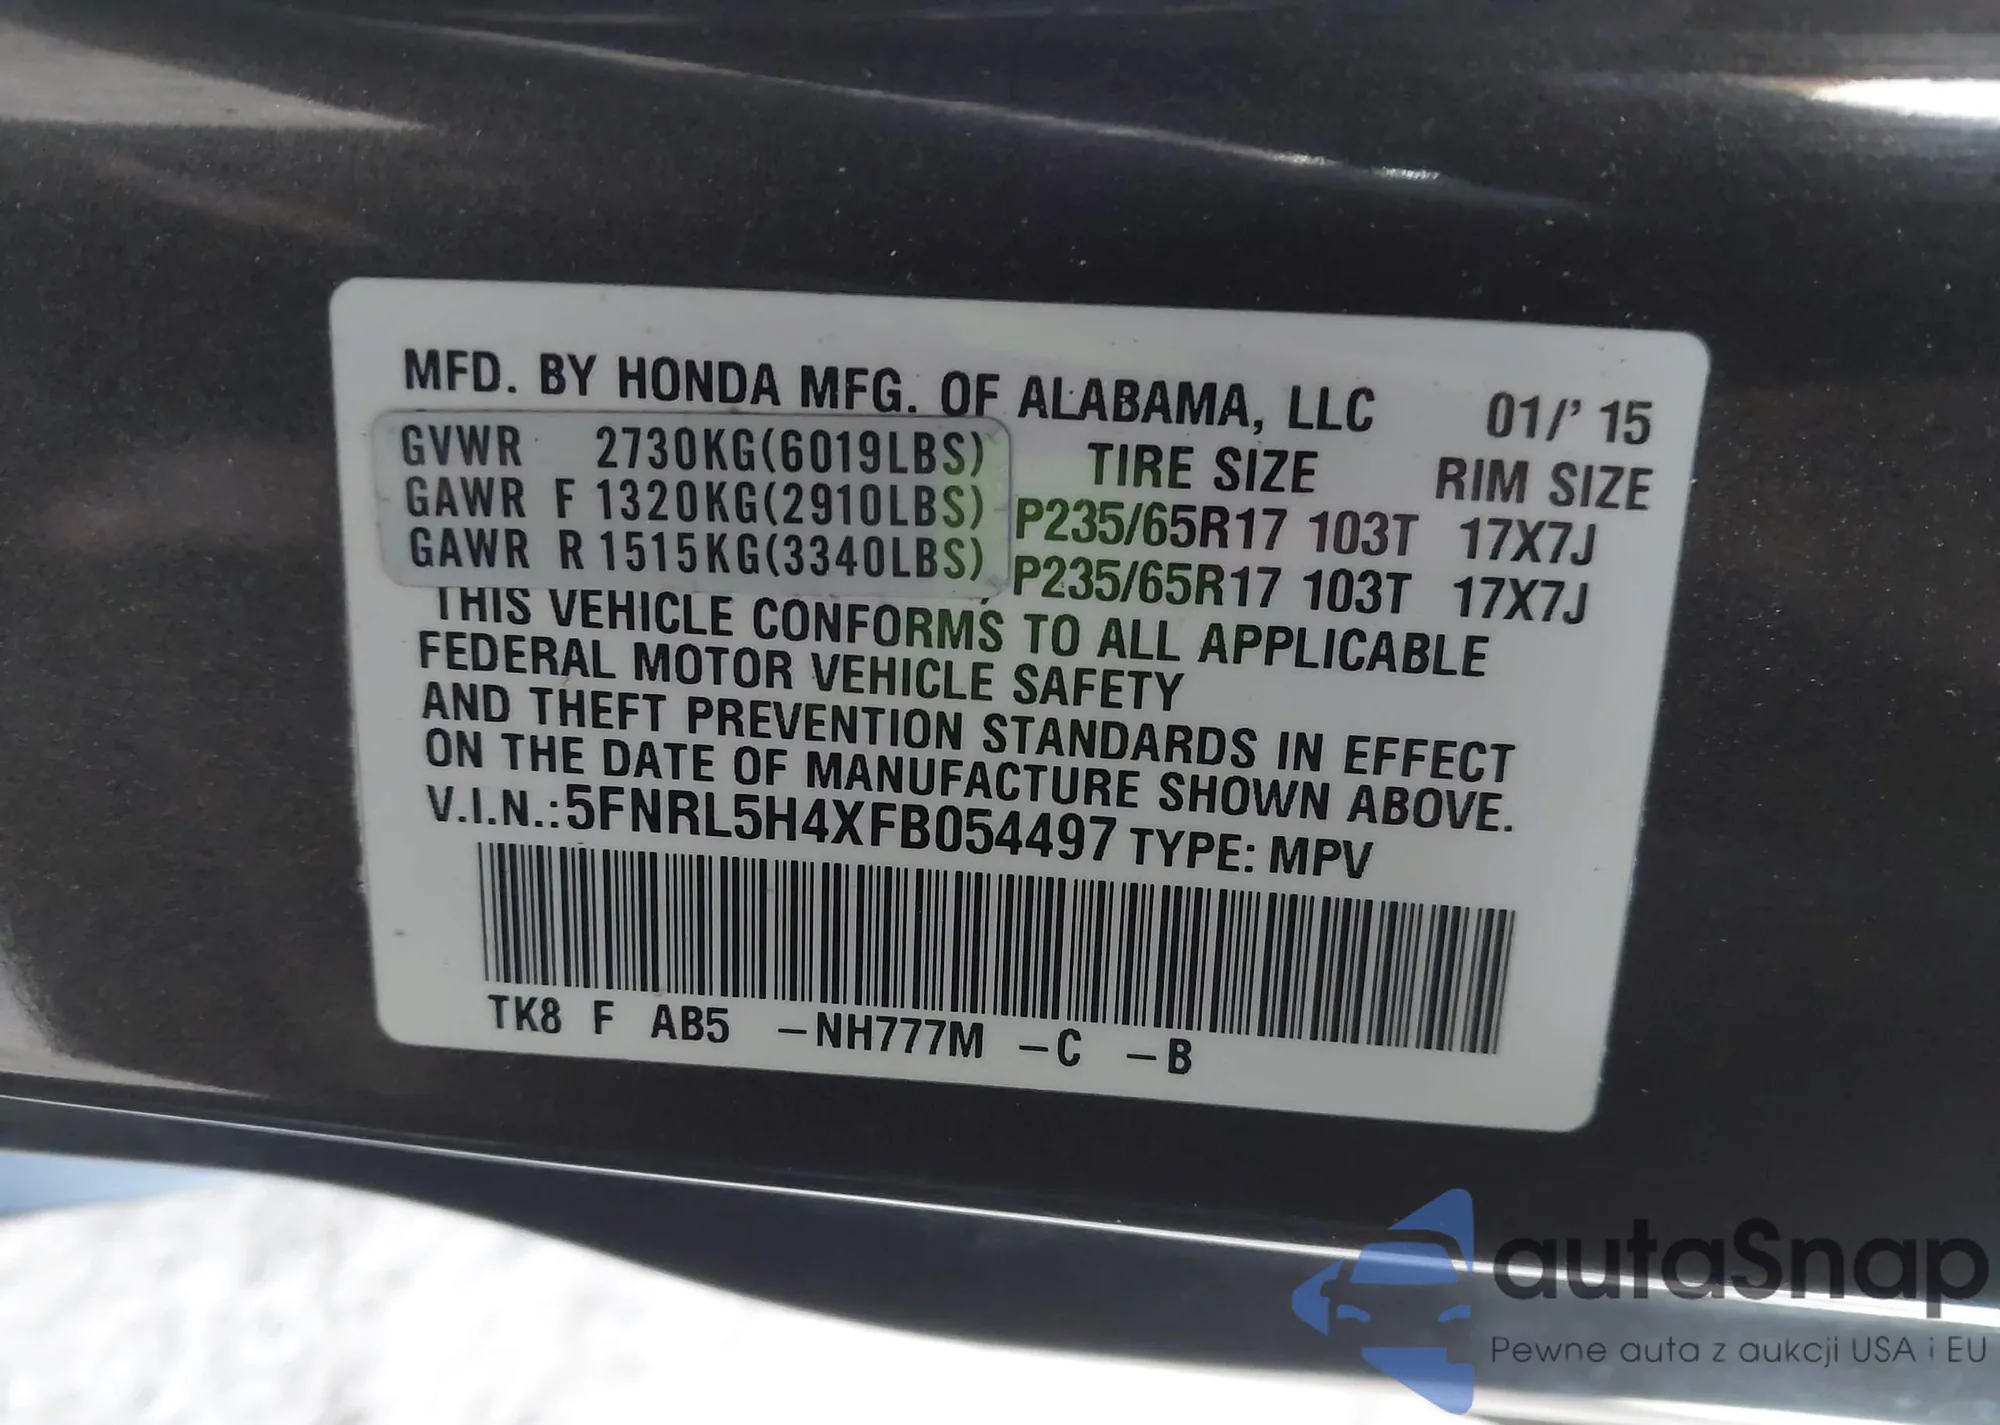 MFD. BY HONDA MFG. OF ALABAMA, LLC 01/' 15
GVWR 2730KG(6019LBS) TIRE SIZE RIM SIZE
GAWR F 1320KG(2910LBS) P235/65R17 103T 17X7J
GAWR R 1515KG(3340LBS) P235/65R17 103T 17X7J
THIS VEHICLE CONFORMS TO ALL APPLICABLE
FEDERAL MOTOR VEHICLE SAFETY
AND THEFT PREVENTION STANDARDS IN EFFECT
ON THE DATE OF MANUFACTURE SHOWN ABOVE.
V.I.N.:5FNRL5H4XFB054497 TYPE: MPV
TK8 F AB5 –NH777M –C –B
autaSnap
Pewne auta z aukcji USA i EU